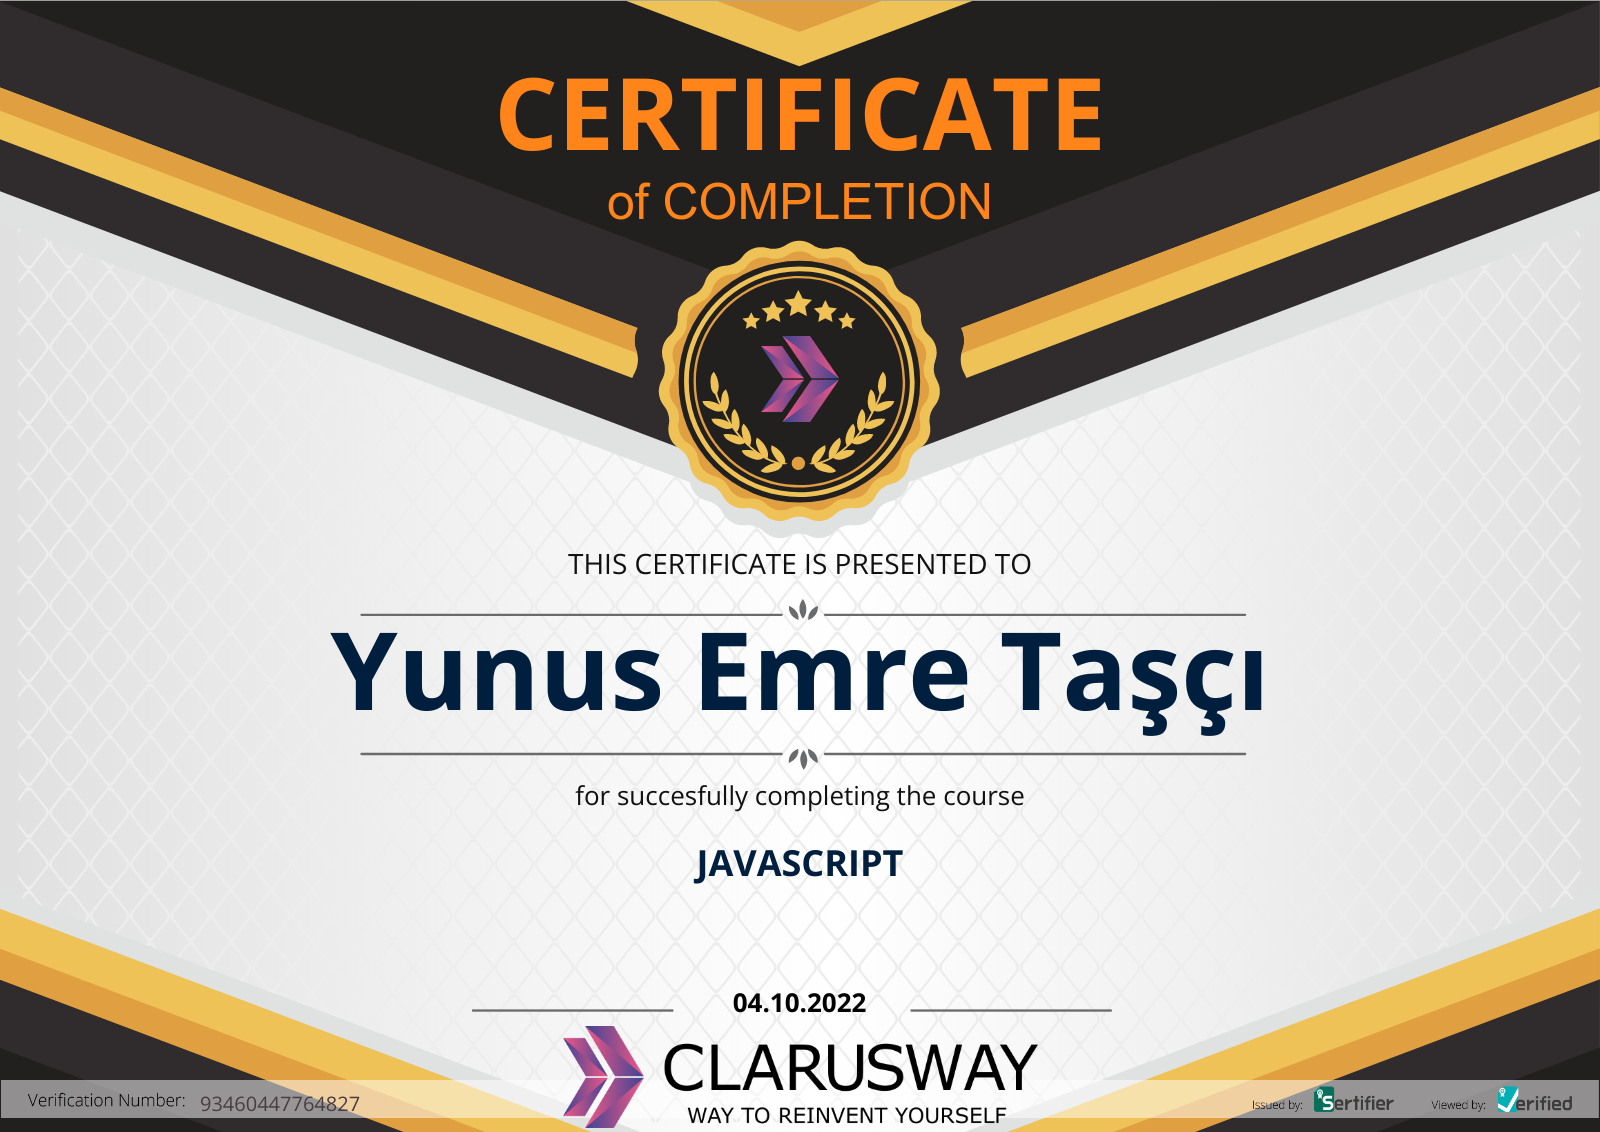 CERTIFICATE
of COMPLETION
THIS CERTIFICATE IS PRESENTED TO
Yunus Emre Taşçı
for succesfully completing the course
JAVASCRIPT
04.10.2022
CLARUSWAY
WAY TO REINVENT YOURSELF
Verification Number: 93460447764827
Issued by: Sertifier Viewed by: Verified